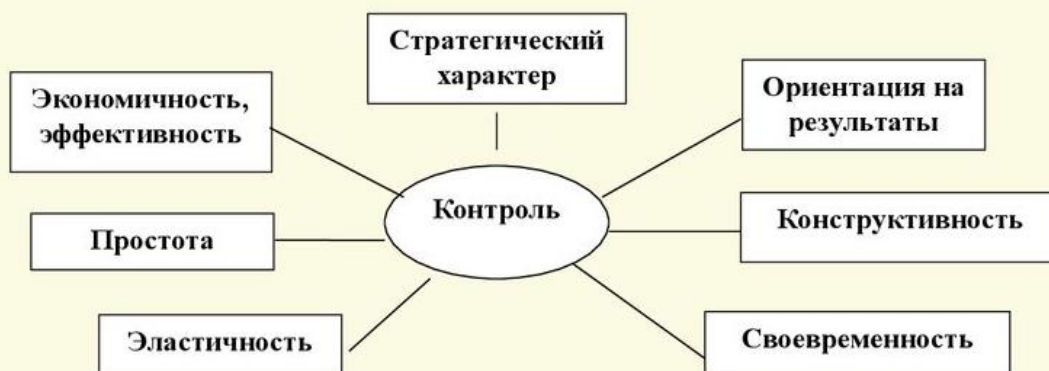 Стратегический
характер
Экономичность,
эффективность
Ориентация на
результаты
Контроль
Простота
Конструктивность
Эластичность
Своевременность